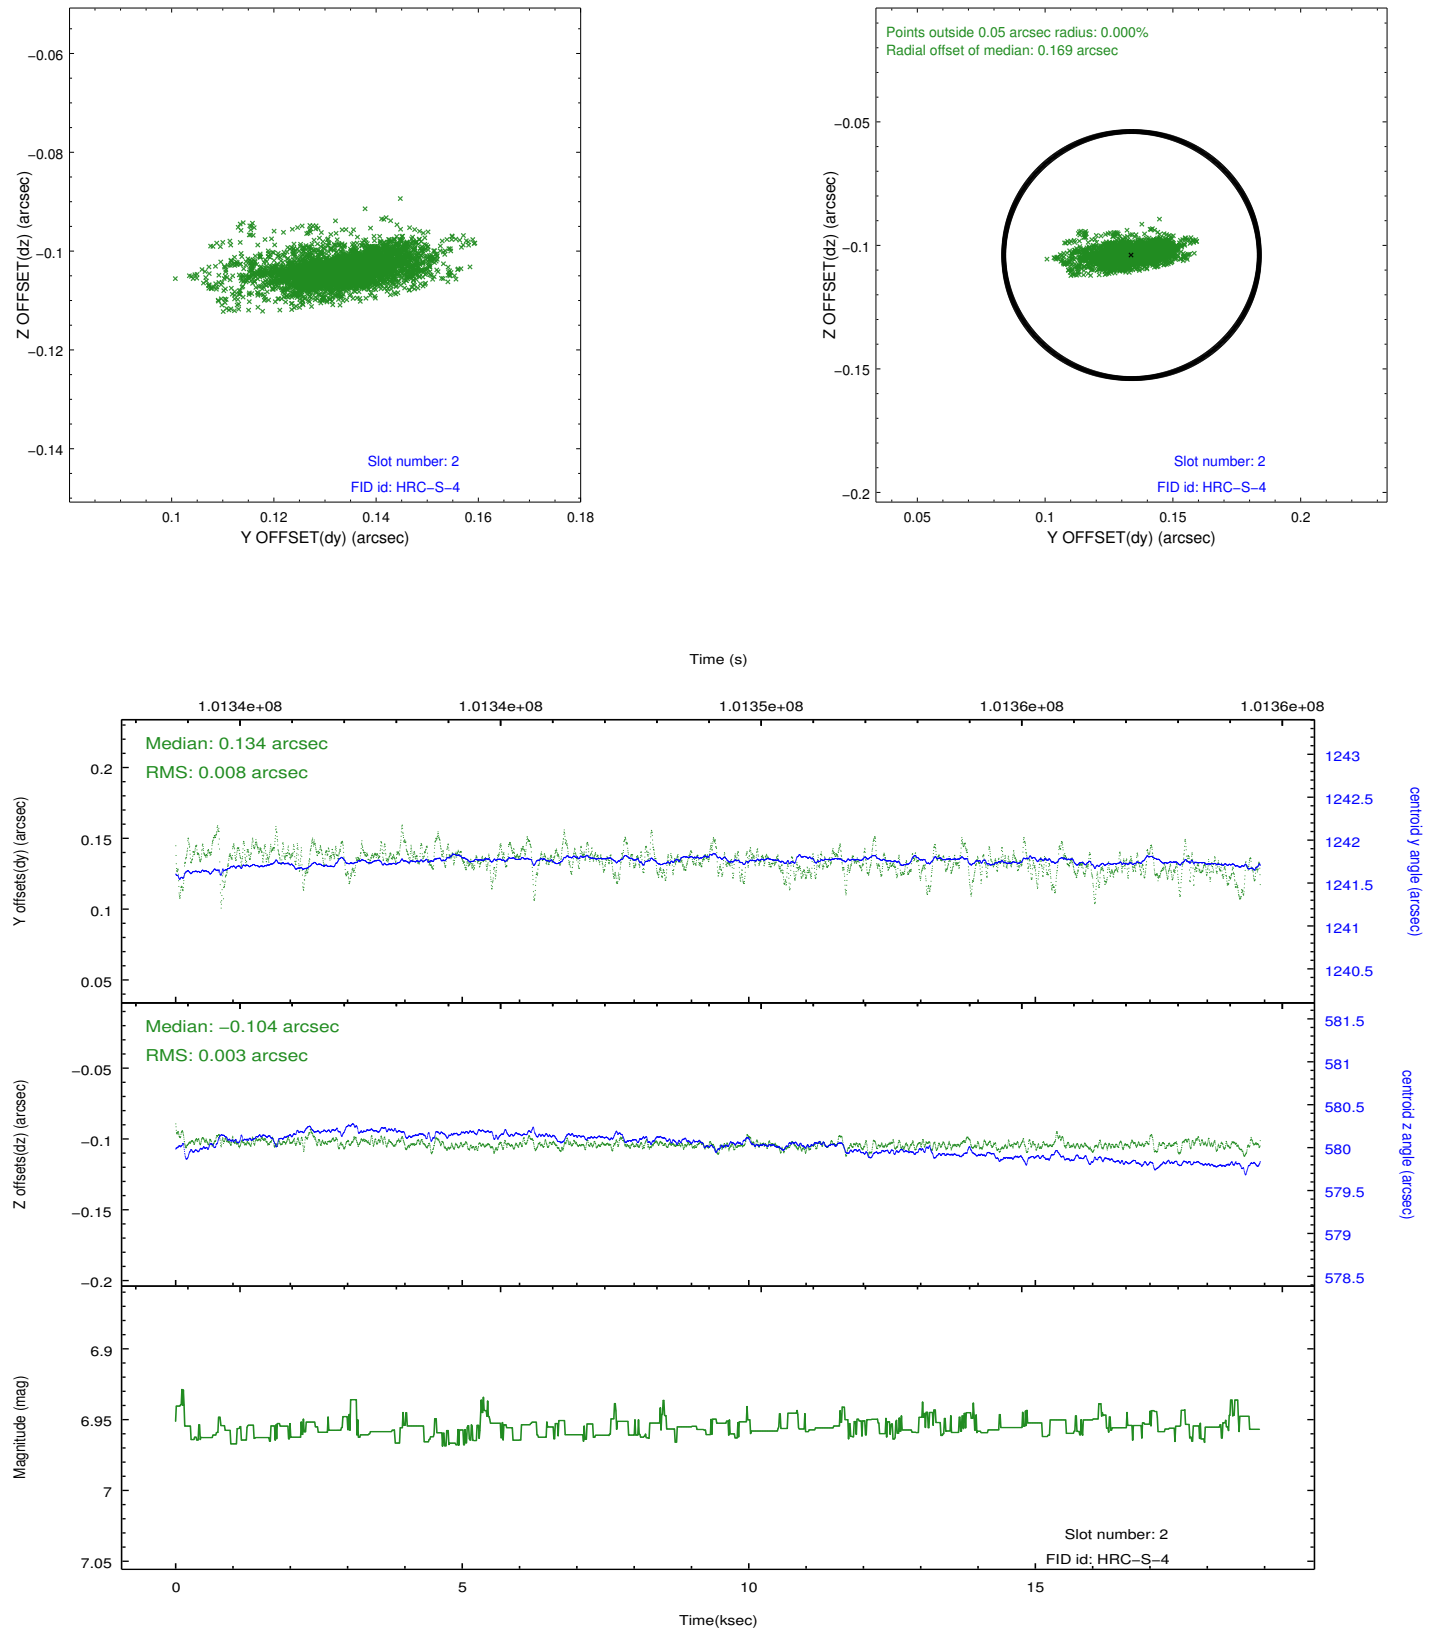 −0.06
−0.08
−0.1
−0.12
−0.14
Z OFFSET(dz) (arcsec)
Slot number: 2
FID id: HRC−S−4
0.1 0.12 0.14 0.16 0.18
Y OFFSET(dy) (arcsec)
Points outside 0.05 arcsec radius: 0.000%
Radial offset of median: 0.169 arcsec
−0.05
−0.1
−0.15
−0.2
Z OFFSET(dz) (arcsec)
Slot number: 2
FID id: HRC−S−4
0.05 0.1 0.15 0.2
Y OFFSET(dy) (arcsec)
Time (s)
1.0134e+08 1.0134e+08 1.0135e+08 1.0136e+08 1.0136e+08
Median: 0.134 arcsec
RMS: 0.008 arcsec
0.2
0.15
0.1
0.05
Y offsets(dy) (arcsec)
1243
1242.5
1242
1241.5
1241
1240.5
centroid y angle (arcsec)
Median: −0.104 arcsec
RMS: 0.003 arcsec
−0.05
−0.1
−0.15
−0.2
Z offsets(dz) (arcsec)
581.5
581
580.5
580
579.5
579
578.5
centroid z angle (arcsec)
6.9
6.95
7
7.05
Magnitude (mag)
Slot number: 2
FID id: HRC−S−4
0 5 10 15
Time(ksec)